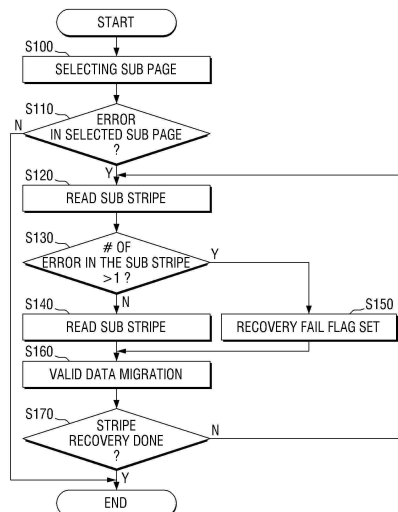 START
S100
SELECTING SUB PAGE
S110
ERROR
IN SELECTED SUB PAGE
?
N
Y
S120
READ SUB STRIPE
S130
# OF
ERROR IN THE SUB STRIPE
>1 ?
Y
N
S140
READ SUB STRIPE
S150
RECOVERY FAIL FLAG SET
S160
VALID DATA MIGRATION
S170
STRIPE
RECOVERY DONE
?
N
Y
END